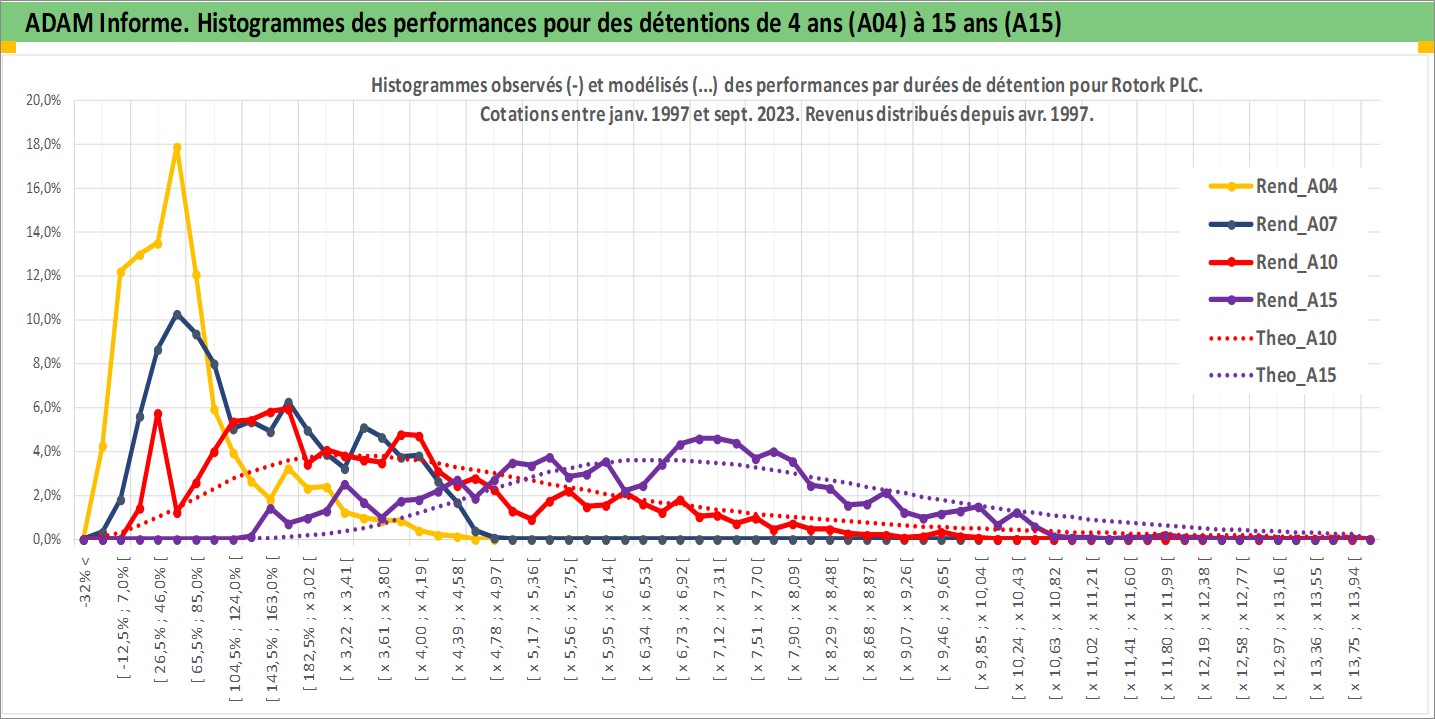 ADAM Informe. Histogrammes des performances pour des détentions de 4 ans (A04) à 15 ans (A15)
Histogrammes observés (-) et modélisés (...) des performances par durées de détention pour Rotork PLC.
Cotations entre janv. 1997 et sept. 2023. Revenus distribués depuis avr. 1997.
20,0%
18,0%
16,0%
14,0%
12,0%
10,0%
8,0%
6,0%
4,0%
2,0%
0,0%
Rend_A04
Rend_A07
Rend_A10
Rend_A15
Theo_A10
Theo_A15
-32% <
[ -12,5% ; 7,0% [
[ 26,5% ; 46,0% [
[ 65,5% ; 85,0% [
[ 104,5% ; 124,0% [
[ 143,5% ; 163,0% [
[ 182,5% ; x 3,02 [
[ x 3,22 ; x 3,41 [
[ x 3,61 ; x 3,80 [
[ x 4,00 ; x 4,19 [
[ x 4,39 ; x 4,58 [
[ x 4,78 ; x 4,97 [
[ x 5,17 ; x 5,36 [
[ x 5,56 ; x 5,75 [
[ x 5,95 ; x 6,14 [
[ x 6,34 ; x 6,53 [
[ x 6,73 ; x 6,92 [
[ x 7,12 ; x 7,31 [
[ x 7,51 ; x 7,70 [
[ x 7,90 ; x 8,09 [
[ x 8,29 ; x 8,48 [
[ x 8,68 ; x 8,87 [
[ x 9,07 ; x 9,26 [
[ x 9,46 ; x 9,65 [
[ x 9,85 ; x 10,04 [
[ x 10,24 ; x 10,43 [
[ x 10,63 ; x 10,82 [
[ x 11,02 ; x 11,21 [
[ x 11,41 ; x 11,60 [
[ x 11,80 ; x 11,99 [
[ x 12,19 ; x 12,38 [
[ x 12,58 ; x 12,77 [
[ x 12,97 ; x 13,16 [
[ x 13,36 ; x 13,55 [
[ x 13,75 ; x 13,94 [